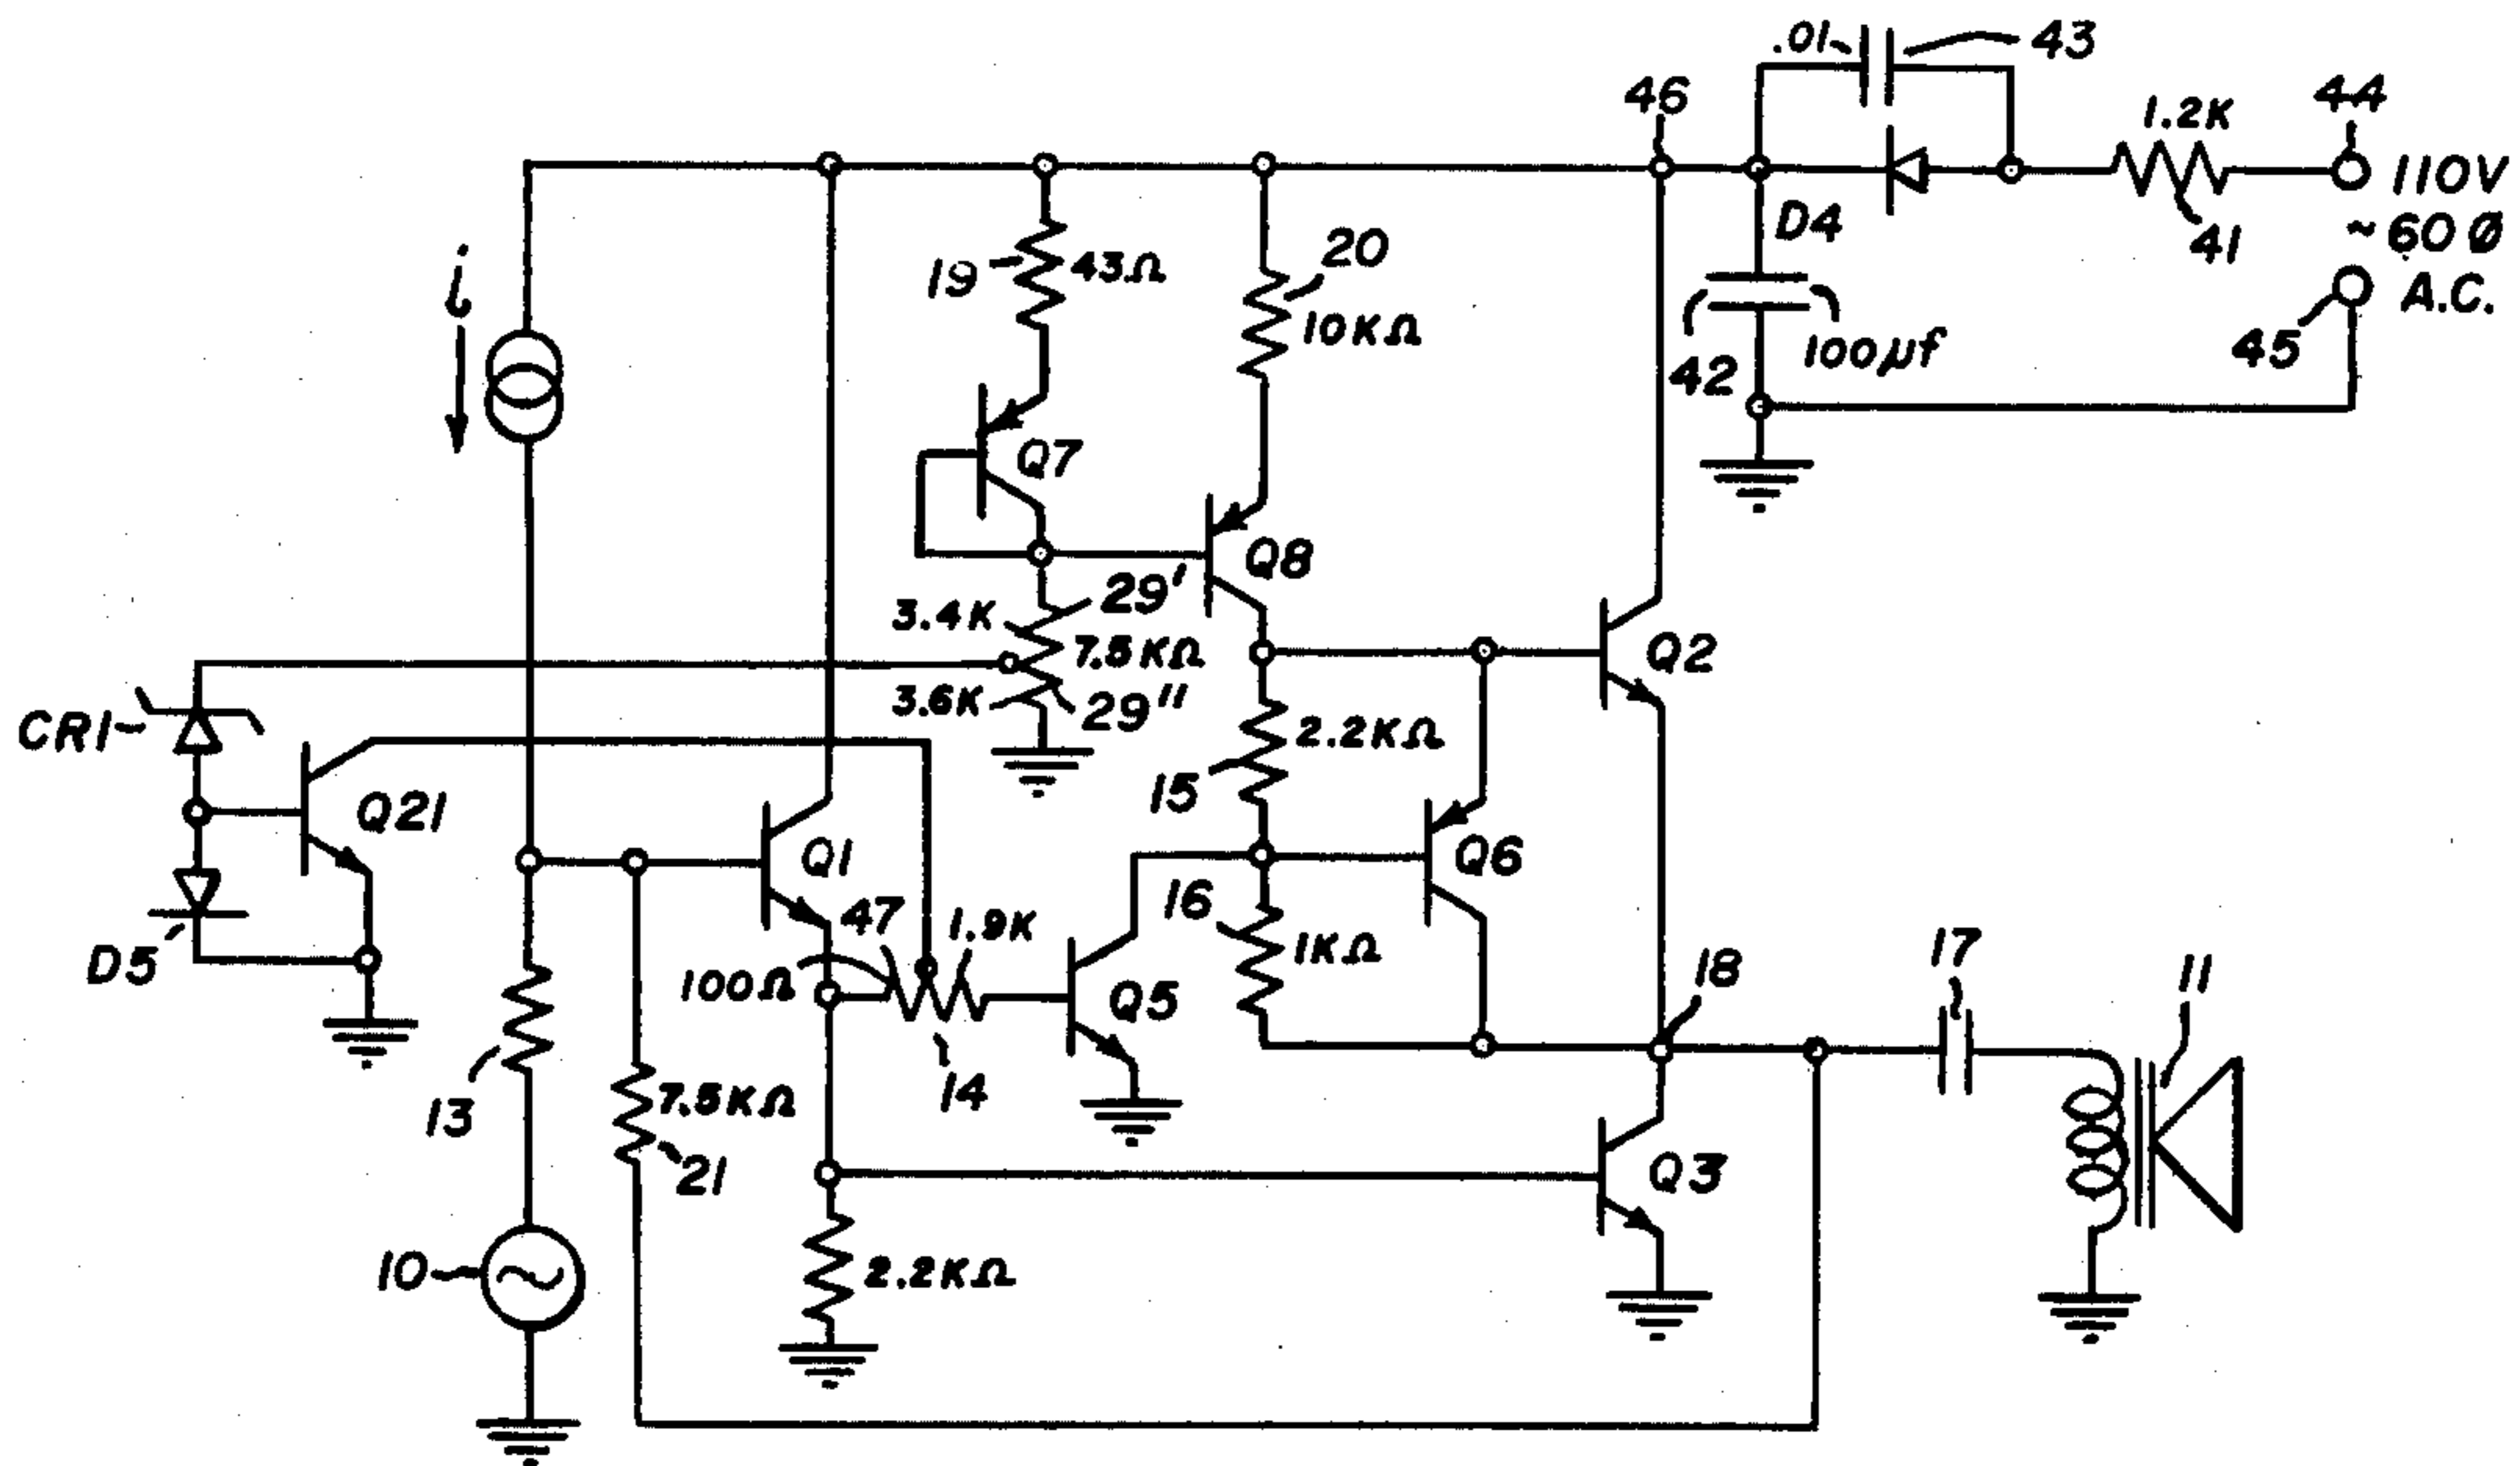 .01
43
46
1.2K
44
110V
~60 Ø
A.C.
D4
41
45
42
100µf
i
19
43Ω
20
10KΩ
Q7
Q8
29'
3.4K
7.5KΩ
3.6K
29"
Q2
CR1
Q21
2.2KΩ
15
Q1
Q6
47
1.9K
16
1KΩ
18
17
11
D5
100Ω
Q5
14
13
7.5KΩ
21
Q3
10
2.2KΩ